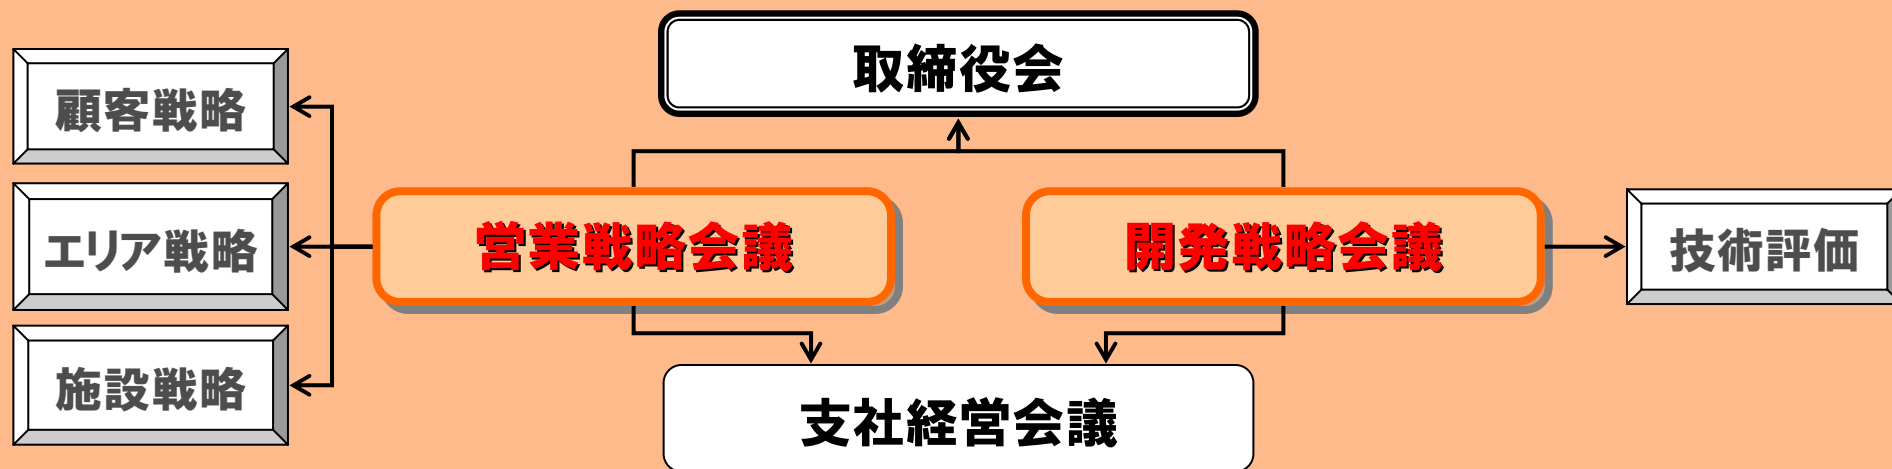 取締役会
顧客戦略
エリア戦略
施設戦略
営業戦略会議
開発戦略会議
技術評価
支社経営会議